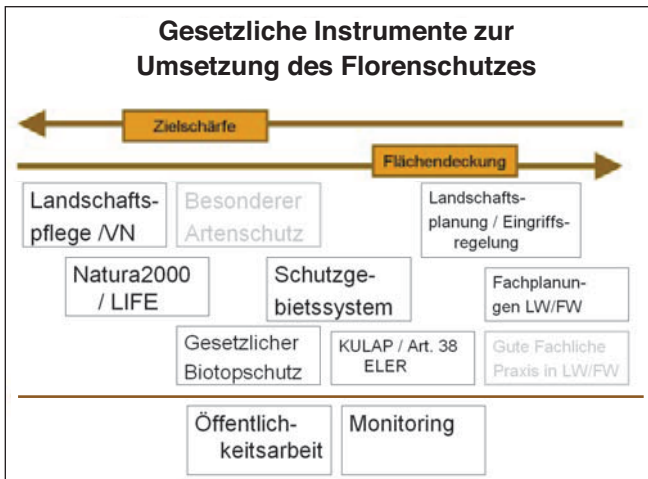 Gesetzliche Instrumente zur
Umsetzung des Florenschutzes
Zielschärfe
Flächendeckung
Landschafts-
pflege /VN
Besonderer
Artenschutz
Landschafts-
planung / Eingriffs-
regelung
Natura2000
/ LIFE
Schutzge-
bietssystem
Fachplanun-
gen LW/FW
Gesetzlicher
Biotopschutz
KULAP / Art. 38
ELER
Gute Fachliche
Praxis in LW/FW
Öffentlich-
keitsarbeit
Monitoring